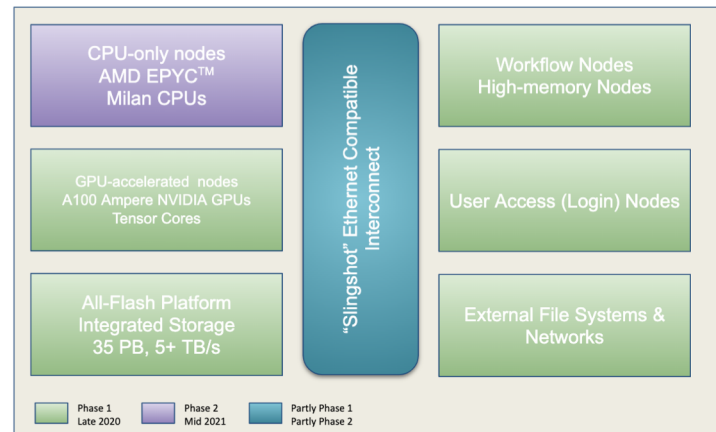 CPU-only nodes
AMD EPYC™
Milan CPUs
GPU-accelerated nodes
A100 Ampere NVIDIA GPUs
Tensor Cores
All-Flash Platform
Integrated Storage
35 PB, 5+ TB/s
“Slingshot” Ethernet Compatible
Interconnect
Workflow Nodes
High-memory Nodes
User Access (Login) Nodes
External File Systems &
Networks
Phase 1
Late 2020
Phase 2
Mid 2021
Partly Phase 1
Partly Phase 2